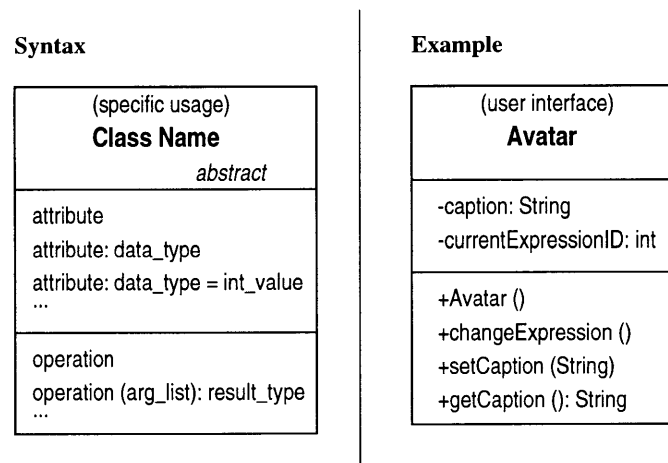 Syntax
(specific usage)
Class Name
abstract
attribute
attribute: data_type
attribute: data_type = int_value
...
operation
operation (arg_list): result_type
...
Example
(user interface)
Avatar
-caption: String
-currentExpressionID: int
+Avatar ()
+changeExpression ()
+setCaption (String)
+getCaption (): String